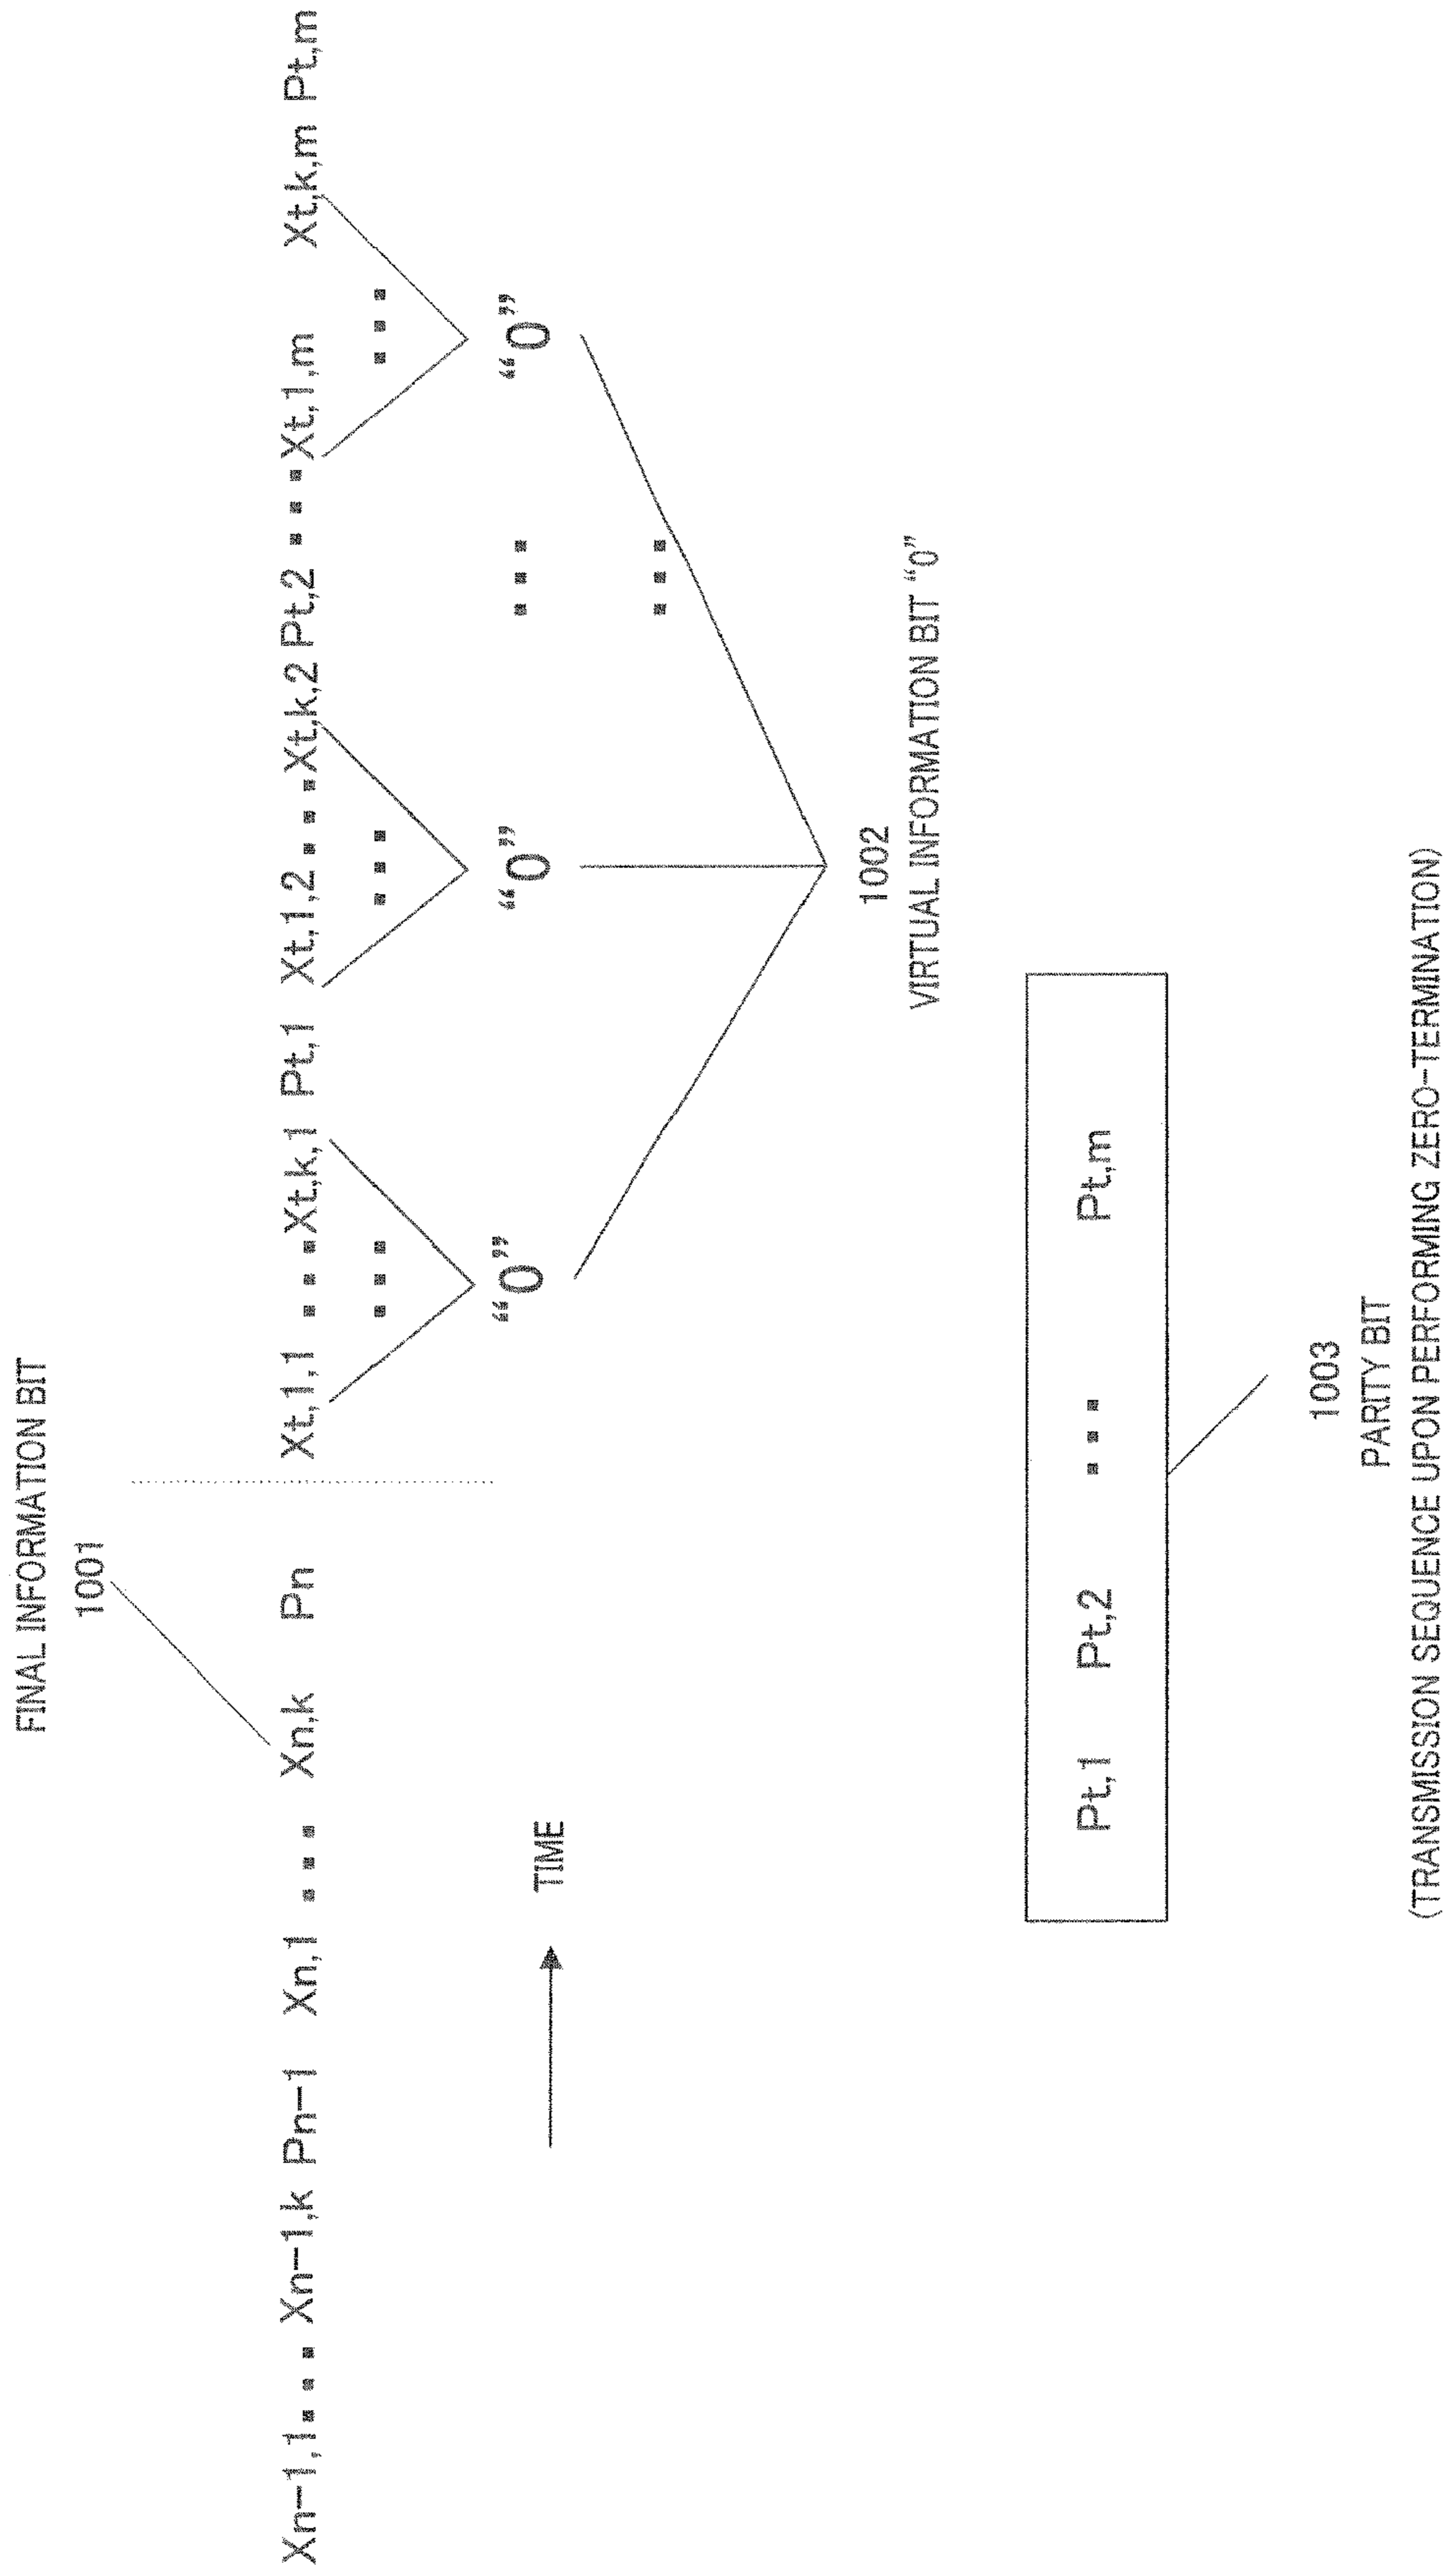 FINAL INFORMATION BIT
1001
Xn-1,1... Xn-1,k Pn-1 Xn,1 ... Xn,k Pn Xt,1,1 ...Xt,k,1 Pt,1 Xt,1,2...Xt,k,2 Pt,2 ...Xt,1,m Xt,k,m Pt,m
... ... ...
“0” “0” ... “0”
TIME
...
1002
VIRTUAL INFORMATION BIT “0”
Pt,1 Pt,2 ... Pt,m
1003
PARITY BIT
(TRANSMISSION SEQUENCE UPON PERFORMING ZERO-TERMINATION)